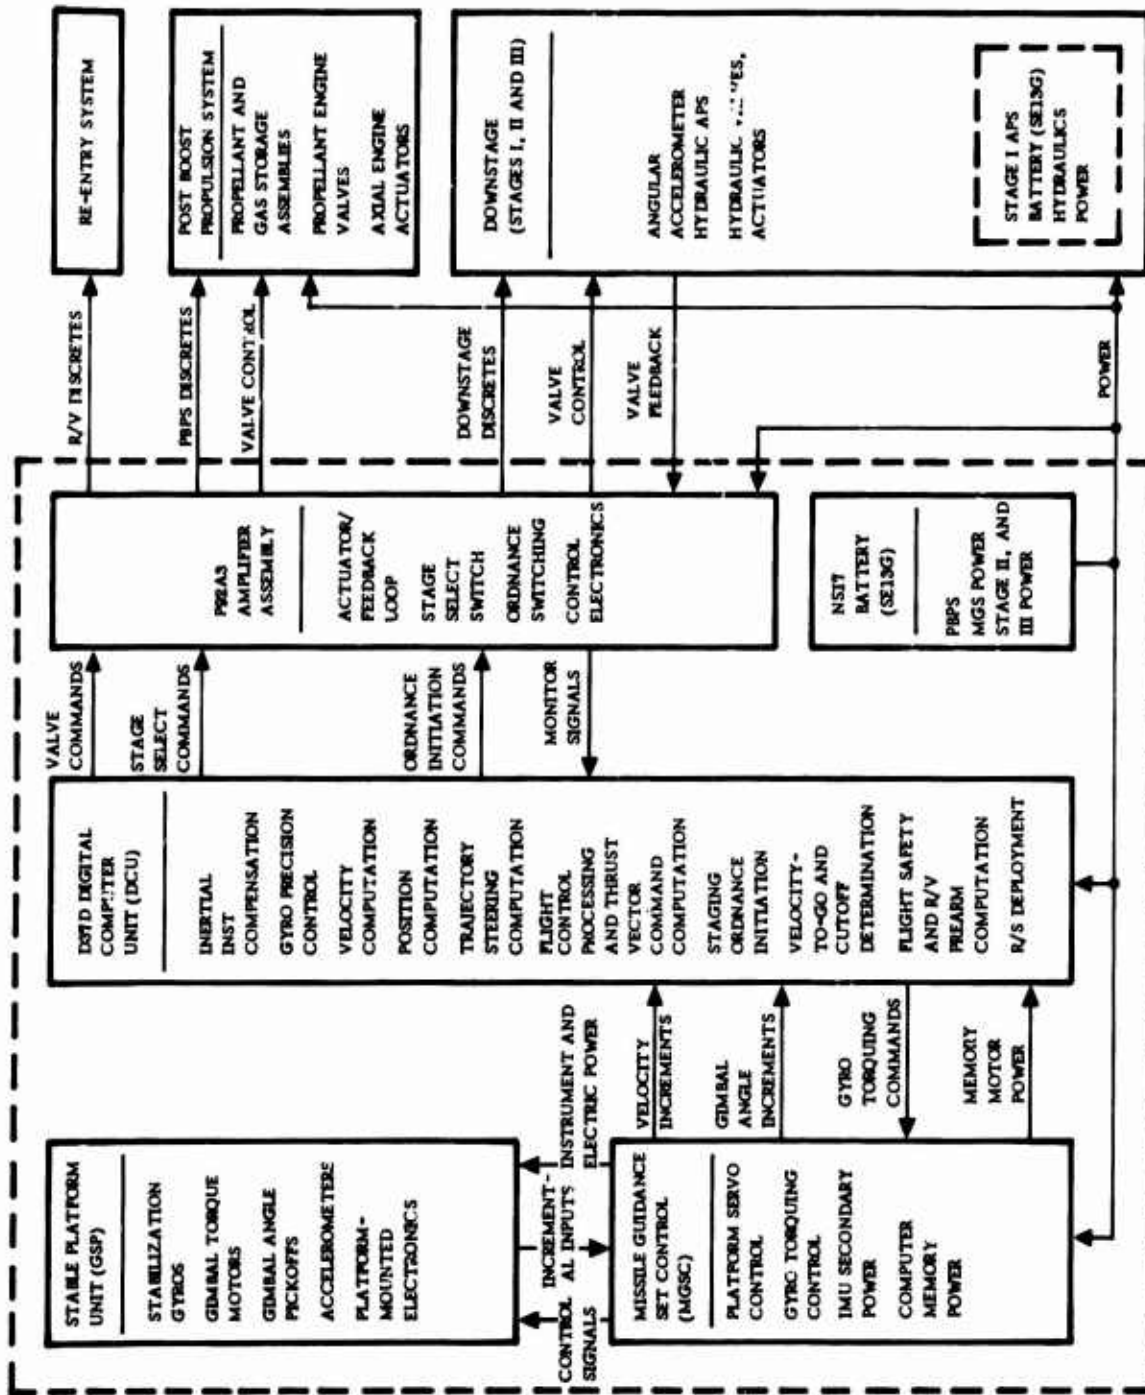 STABLE PLATFORM
UNIT (GSP)
STABILIZATION
GYROS
GIMBAL TORQUE
MOTORS
GIMBAL ANGLE
PICKOFFS
ACCELEROMETERS
PLATFORM-
MOUNTED
ELECTRONICS
CONTROL
SIGNALS
INCREMENT-
AL INPUTS
INSTRUMENT AND
ELECTRIC POWER
MISSILE GUIDANCE
SET CONTROL
(MGSC)
PLATFORM SERVO
CONTROL
GYRO TORQUING
CONTROL
IMU SECONDARY
POWER
COMPUTER
MEMORY
POWER
VELOCITY
INCREMENTS
GIMBAL
ANGLE
INCREMENTS
GYRO
TORQUING
COMMANDS
MEMORY
MOTOR
POWER
DIGITAL
UNIT (DCU)
INERTIAL
INST
COMPENSATION
GYRO PRECISION
CONTROL
VELOCITY
COMPUTATION
POSITION
COMPUTATION
TRAJECTORY
STEERING
COMPUTATION
FLIGHT
CONTROL
PROCESSING
AND THRUST
VECTOR
COMMAND
COMPUTATION
STAGING
ORDNANCE
INITIATION
VELOCITY-
TO-GO AND
CUTOFF
DETERMINATION
FLIGHT SAFETY
AND R/V
PREARM
COMPUTATION
R/S DEPLOYMENT
VALVE
COMMANDS
STAGE
SELECT
COMMANDS
ORDNANCE
INITIATION
COMMANDS
MONITOR
SIGNALS
P92A3
AMPLIFIER
ASSEMBLY
ACTUATOR/
FEEDBACK
LOOP
STAGE
SELECT
SWITCH
ORDNANCE
SWITCHING
CONTROL
ELECTRONICS
BATTERY
(SE13G)
PBPS
MGS POWER
STAGE II, AND
III POWER
R/V DISCRETES
PBPS DISCRETES
VALVE CONTROL
DOWNSTAGE
DISCRETES
VALVE
CONTROL
VALVE
FEEDBACK
POWER
RE-ENTRY SYSTEM
POST BOOST
PROPULSION SYSTEM
PROPELLANT AND
GAS STORAGE
ASSEMBLIES
PROPELLANT ENGINE
VALVES
AXIAL ENGINE
ACTUATORS
DOWNSTAGE
(STAGES I, II AND III)
ANGULAR
ACCELEROMETER
HYDRAULIC APS
HYDRAULIC
ACTUATORS
STAGE I APS
BATTERY (SE13G)
HYDRAULICS
POWER